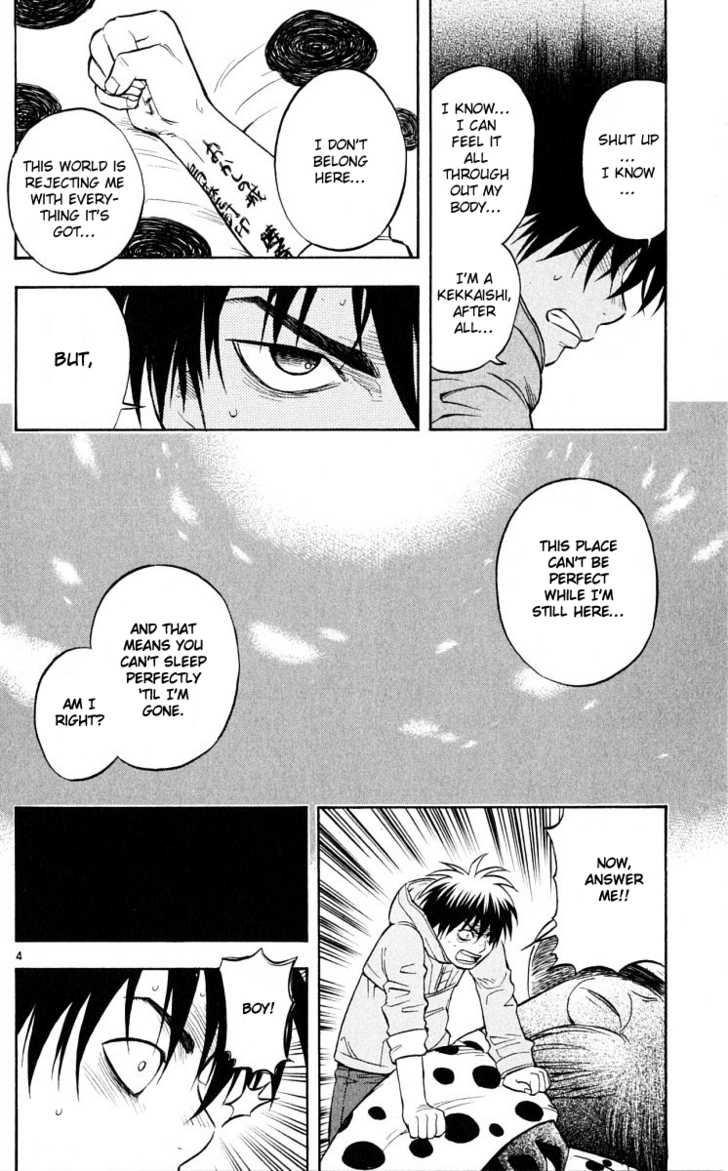 SHUT UP
...
I KNOW
...
I KNOW...
I CAN
FEEL IT
ALL
THROUGH
OUT MY
BODY...
I'M A
KEKKAISHI,
AFTER
ALL...
I DON'T
BELONG
HERE...
THIS WORLD IS
REJECTING ME
WITH EVERY-
THING IT'S
GOT...
BUT,
THIS PLACE
CAN'T BE
PERFECT
WHILE I'M
STILL HERE...
AND THAT
MEANS YOU
CAN'T SLEEP
PERFECTLY
'TIL I'M
GONE.
AM I
RIGHT?
NOW,
ANSWER
ME!!
4
BOY!